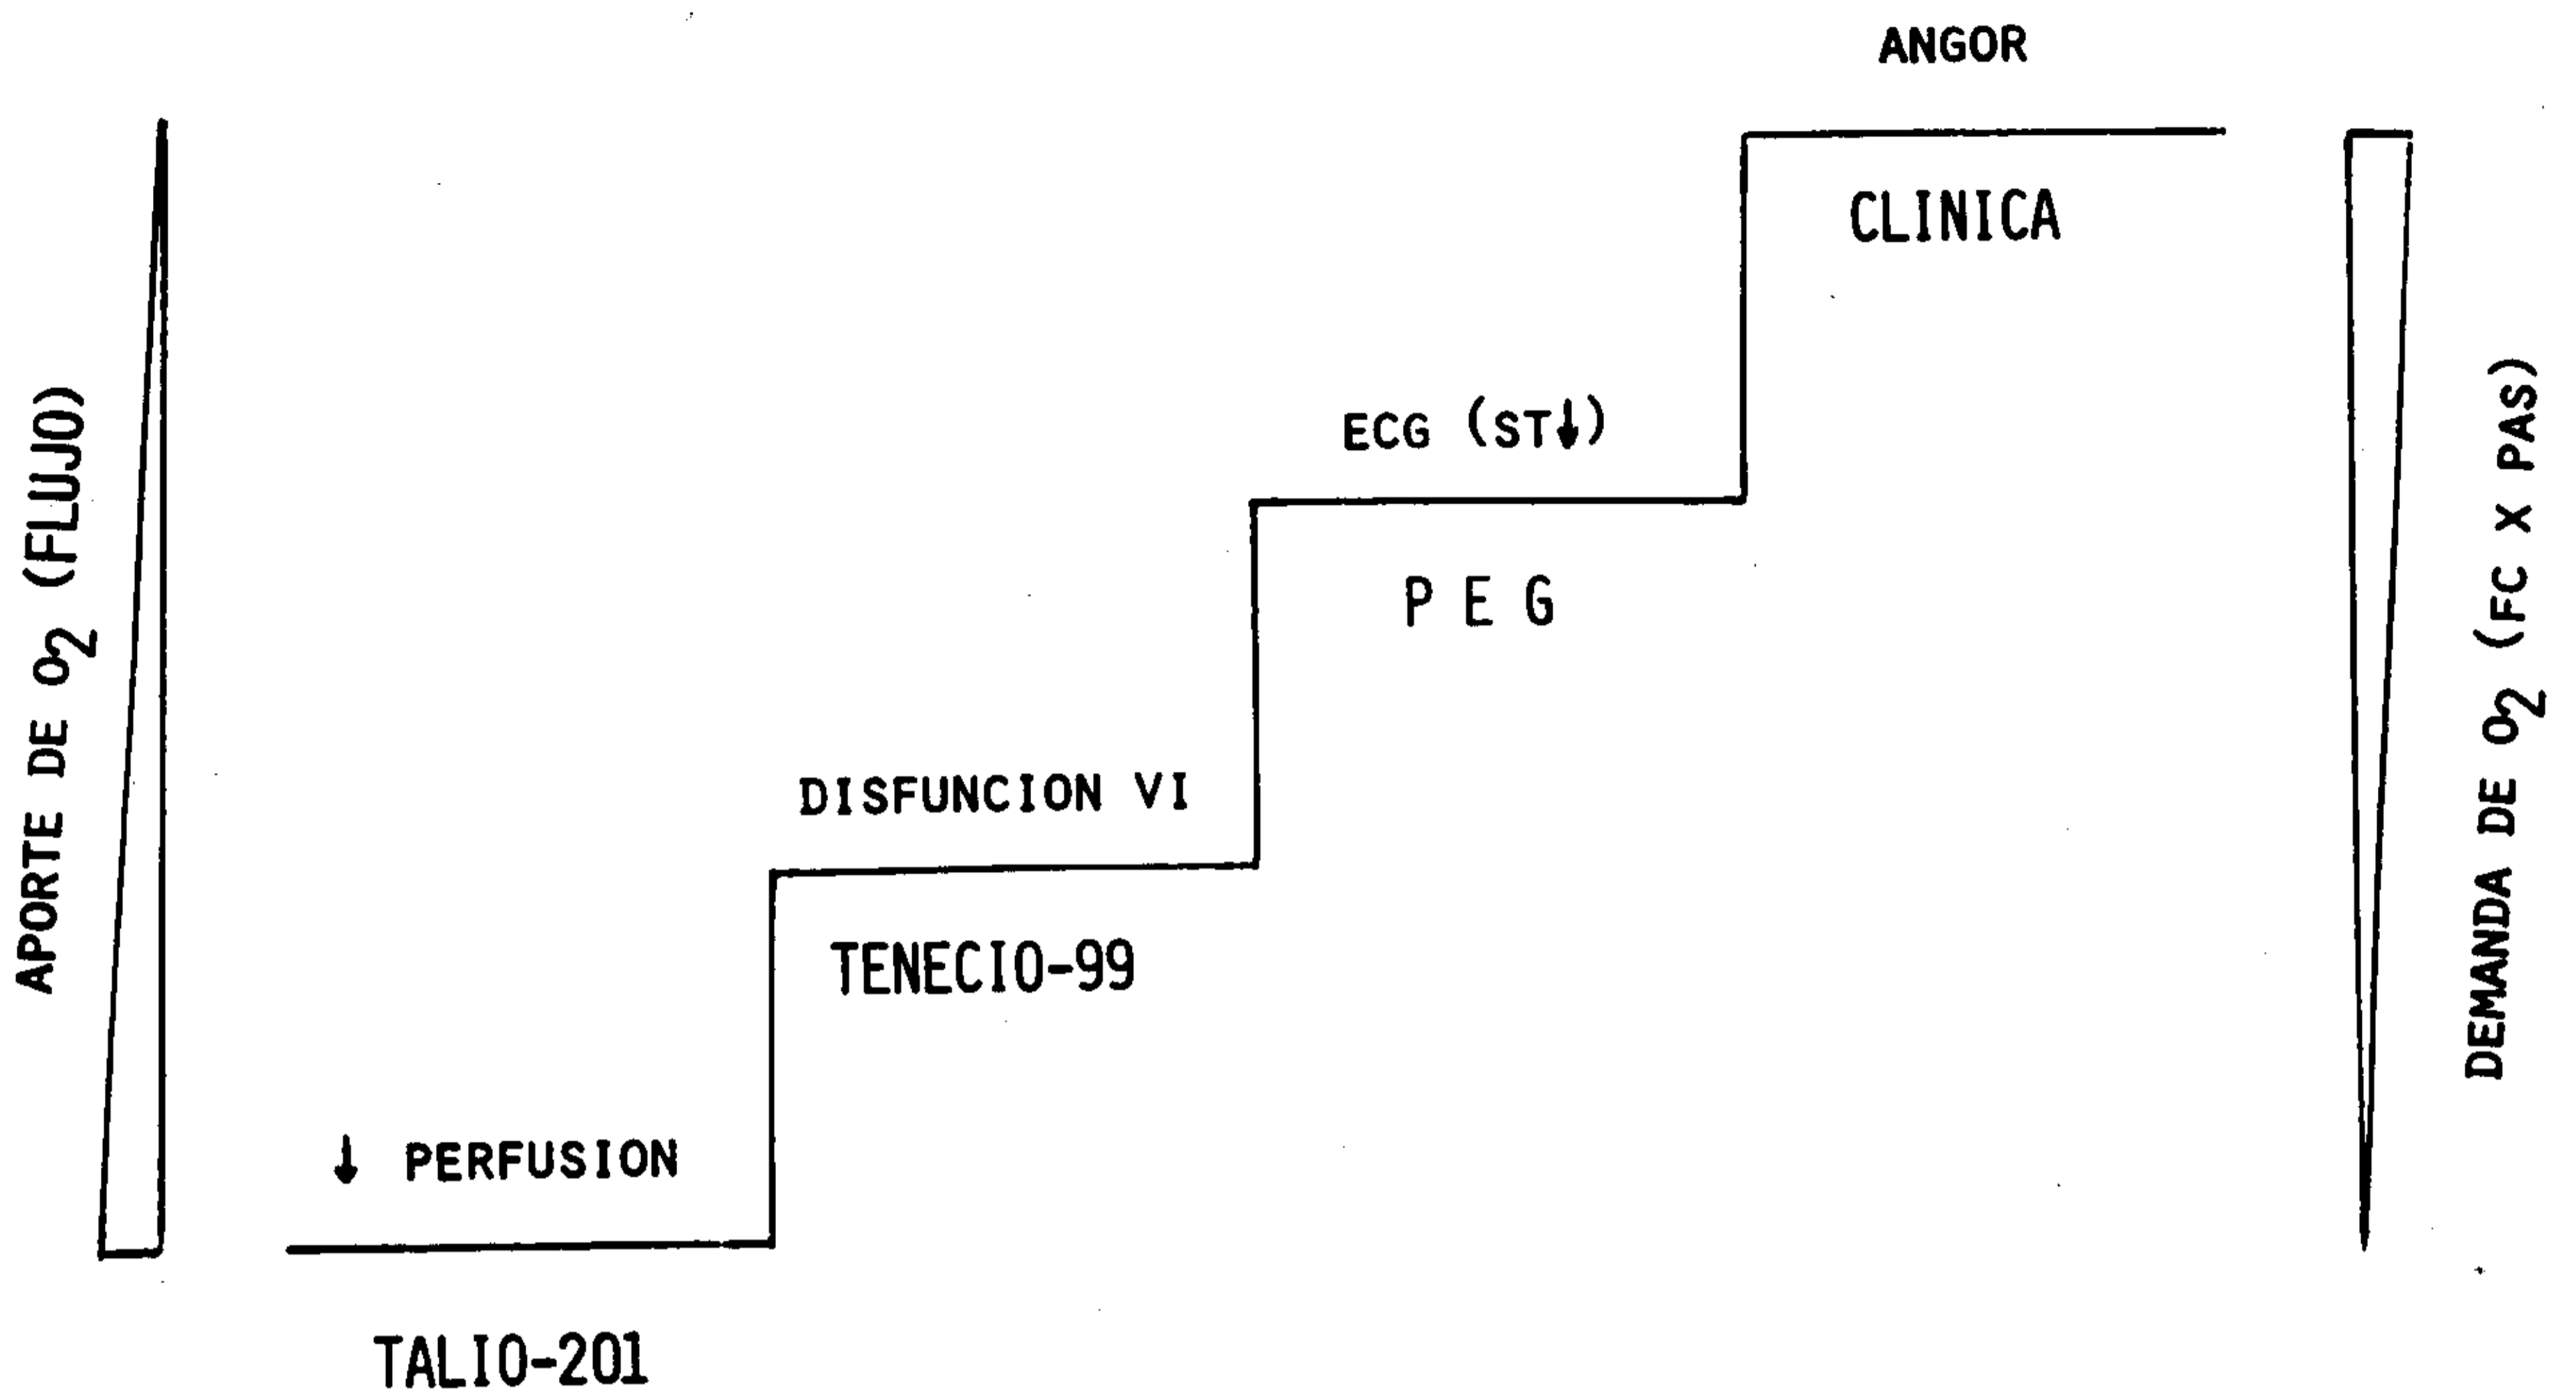 ANGOR
CLINICA
ECG (ST↓)
P E G
DISFUNCION VI
TENECIO-99
↓ PERFUSION
TALIO-201
APORTE DE O2 (FLUJO)
DEMANDA DE O2 (FC X PAS)